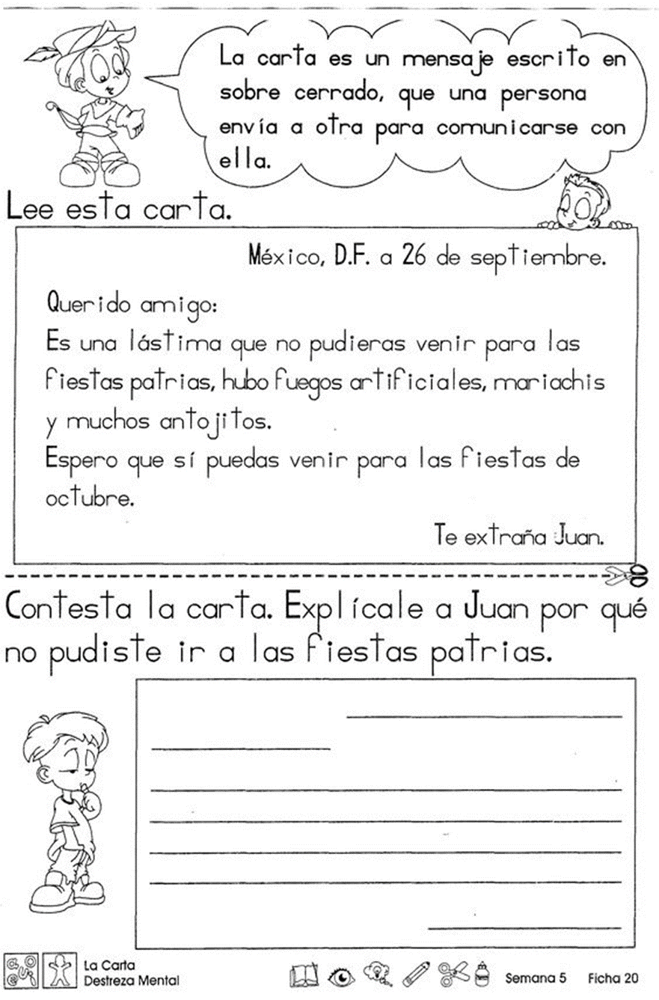 La carta es un mensaje escrito en
sobre cerrado, que una persona
envía a otra para comunicarse con
ella.
Lee esta carta.
México, D.F. a 26 de septiembre.
Querido amigo:
Es una lástima que no pudieras venir para las
fiestas patrias, hubo fuegos artificiales, mariachis
y muchos antojitos.
Espero que sí puedas venir para las fiestas de
octubre.
Te extraña Juan.
Contesta la carta. Explícale a Juan por qué
no pudiste ir a las fiestas patrias.
La Carta
Destreza Mental
Semana 5 Ficha 20